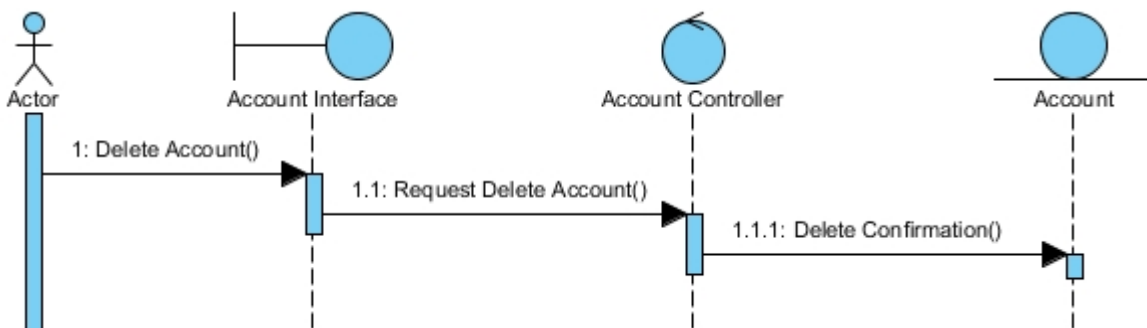 Actor
Account Interface
Account Controller
Account
1: Delete Account()
1.1: Request Delete Account()
1.1.1: Delete Confirmation()